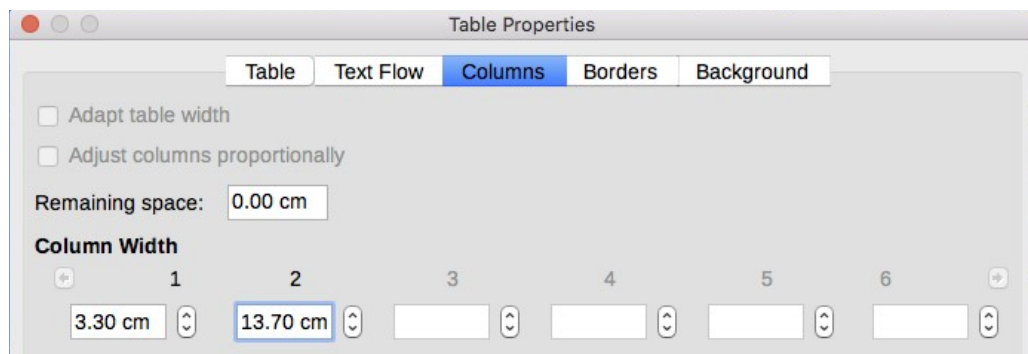 Table Properties
Table Text Flow Columns Borders Background
Adapt table width
Adjust columns proportionally
Remaining space: 0.00 cm
Column Width
1 2 3 4 5 6
3.30 cm 13.70 cm